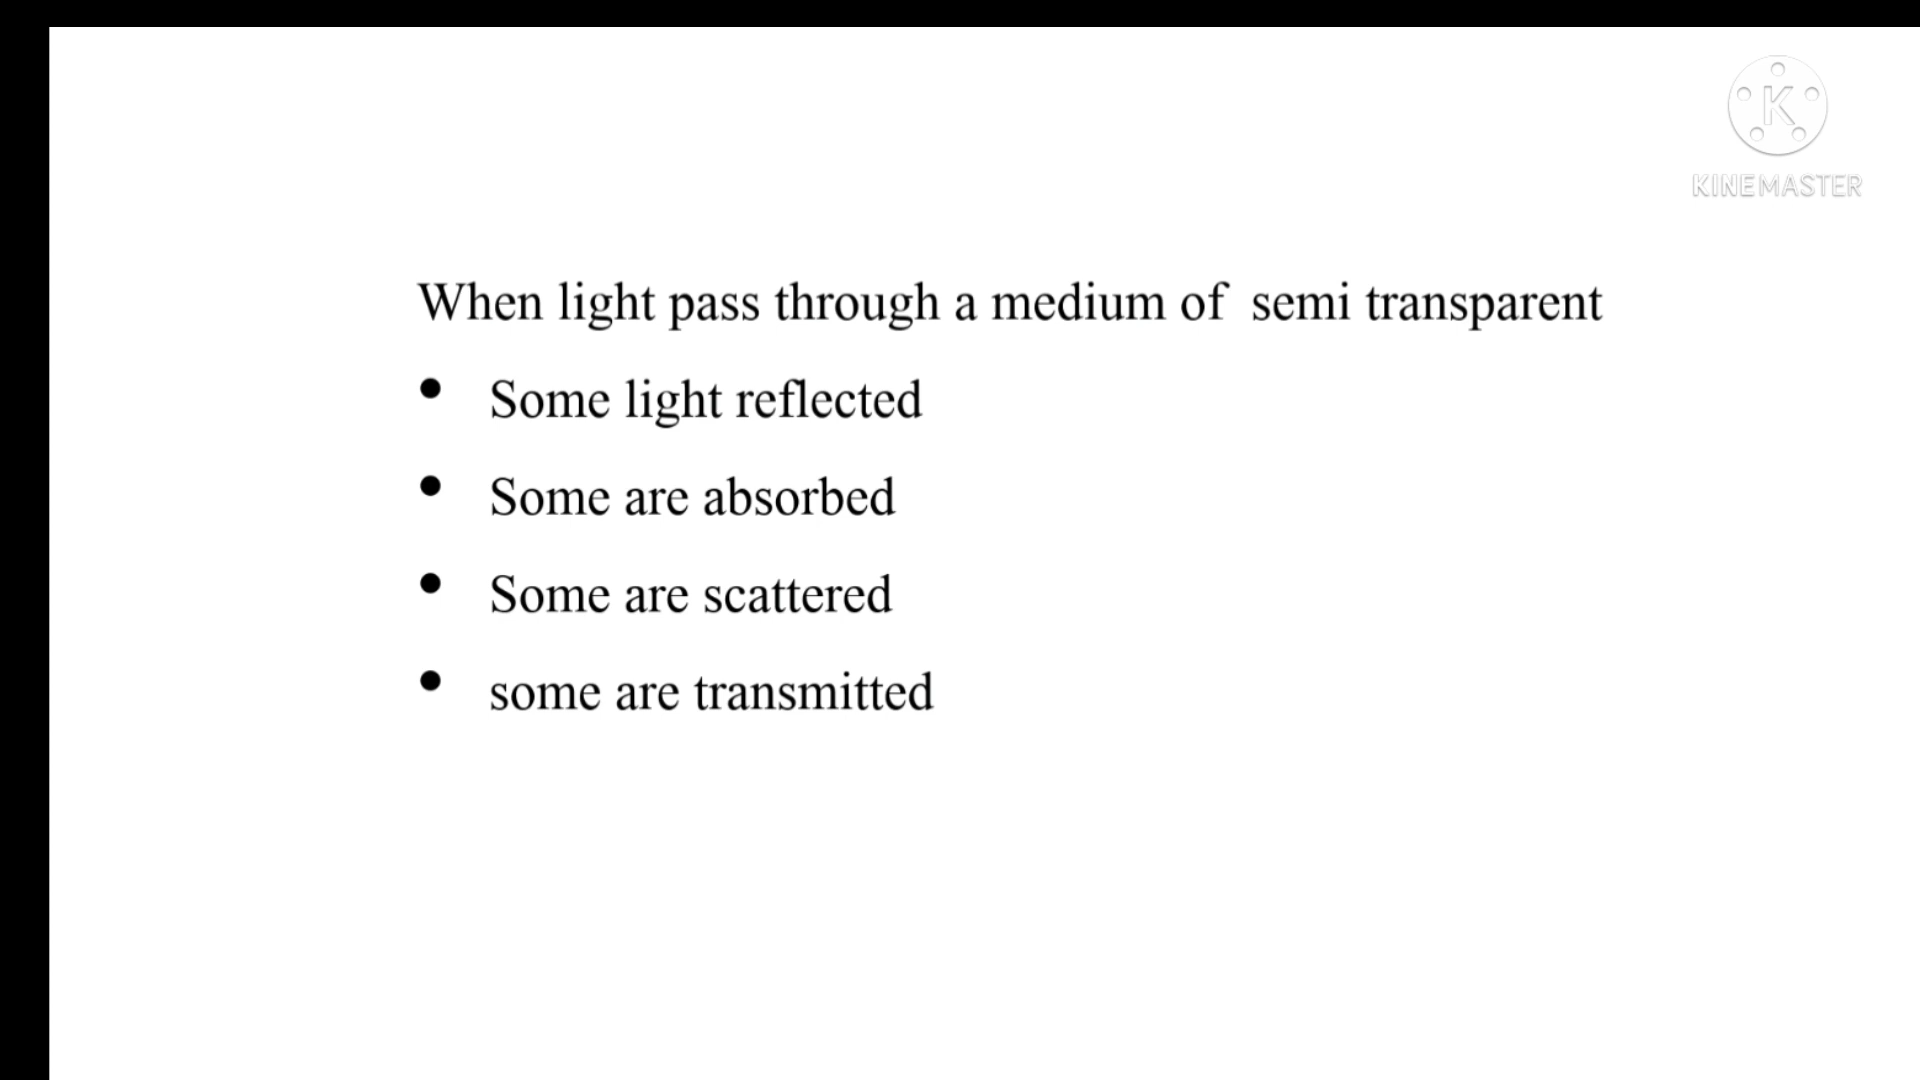 K
KINEMASTER
When light pass through a medium of semi transparent
• Some light reflected
• Some are absorbed
• Some are scattered
• some are transmitted